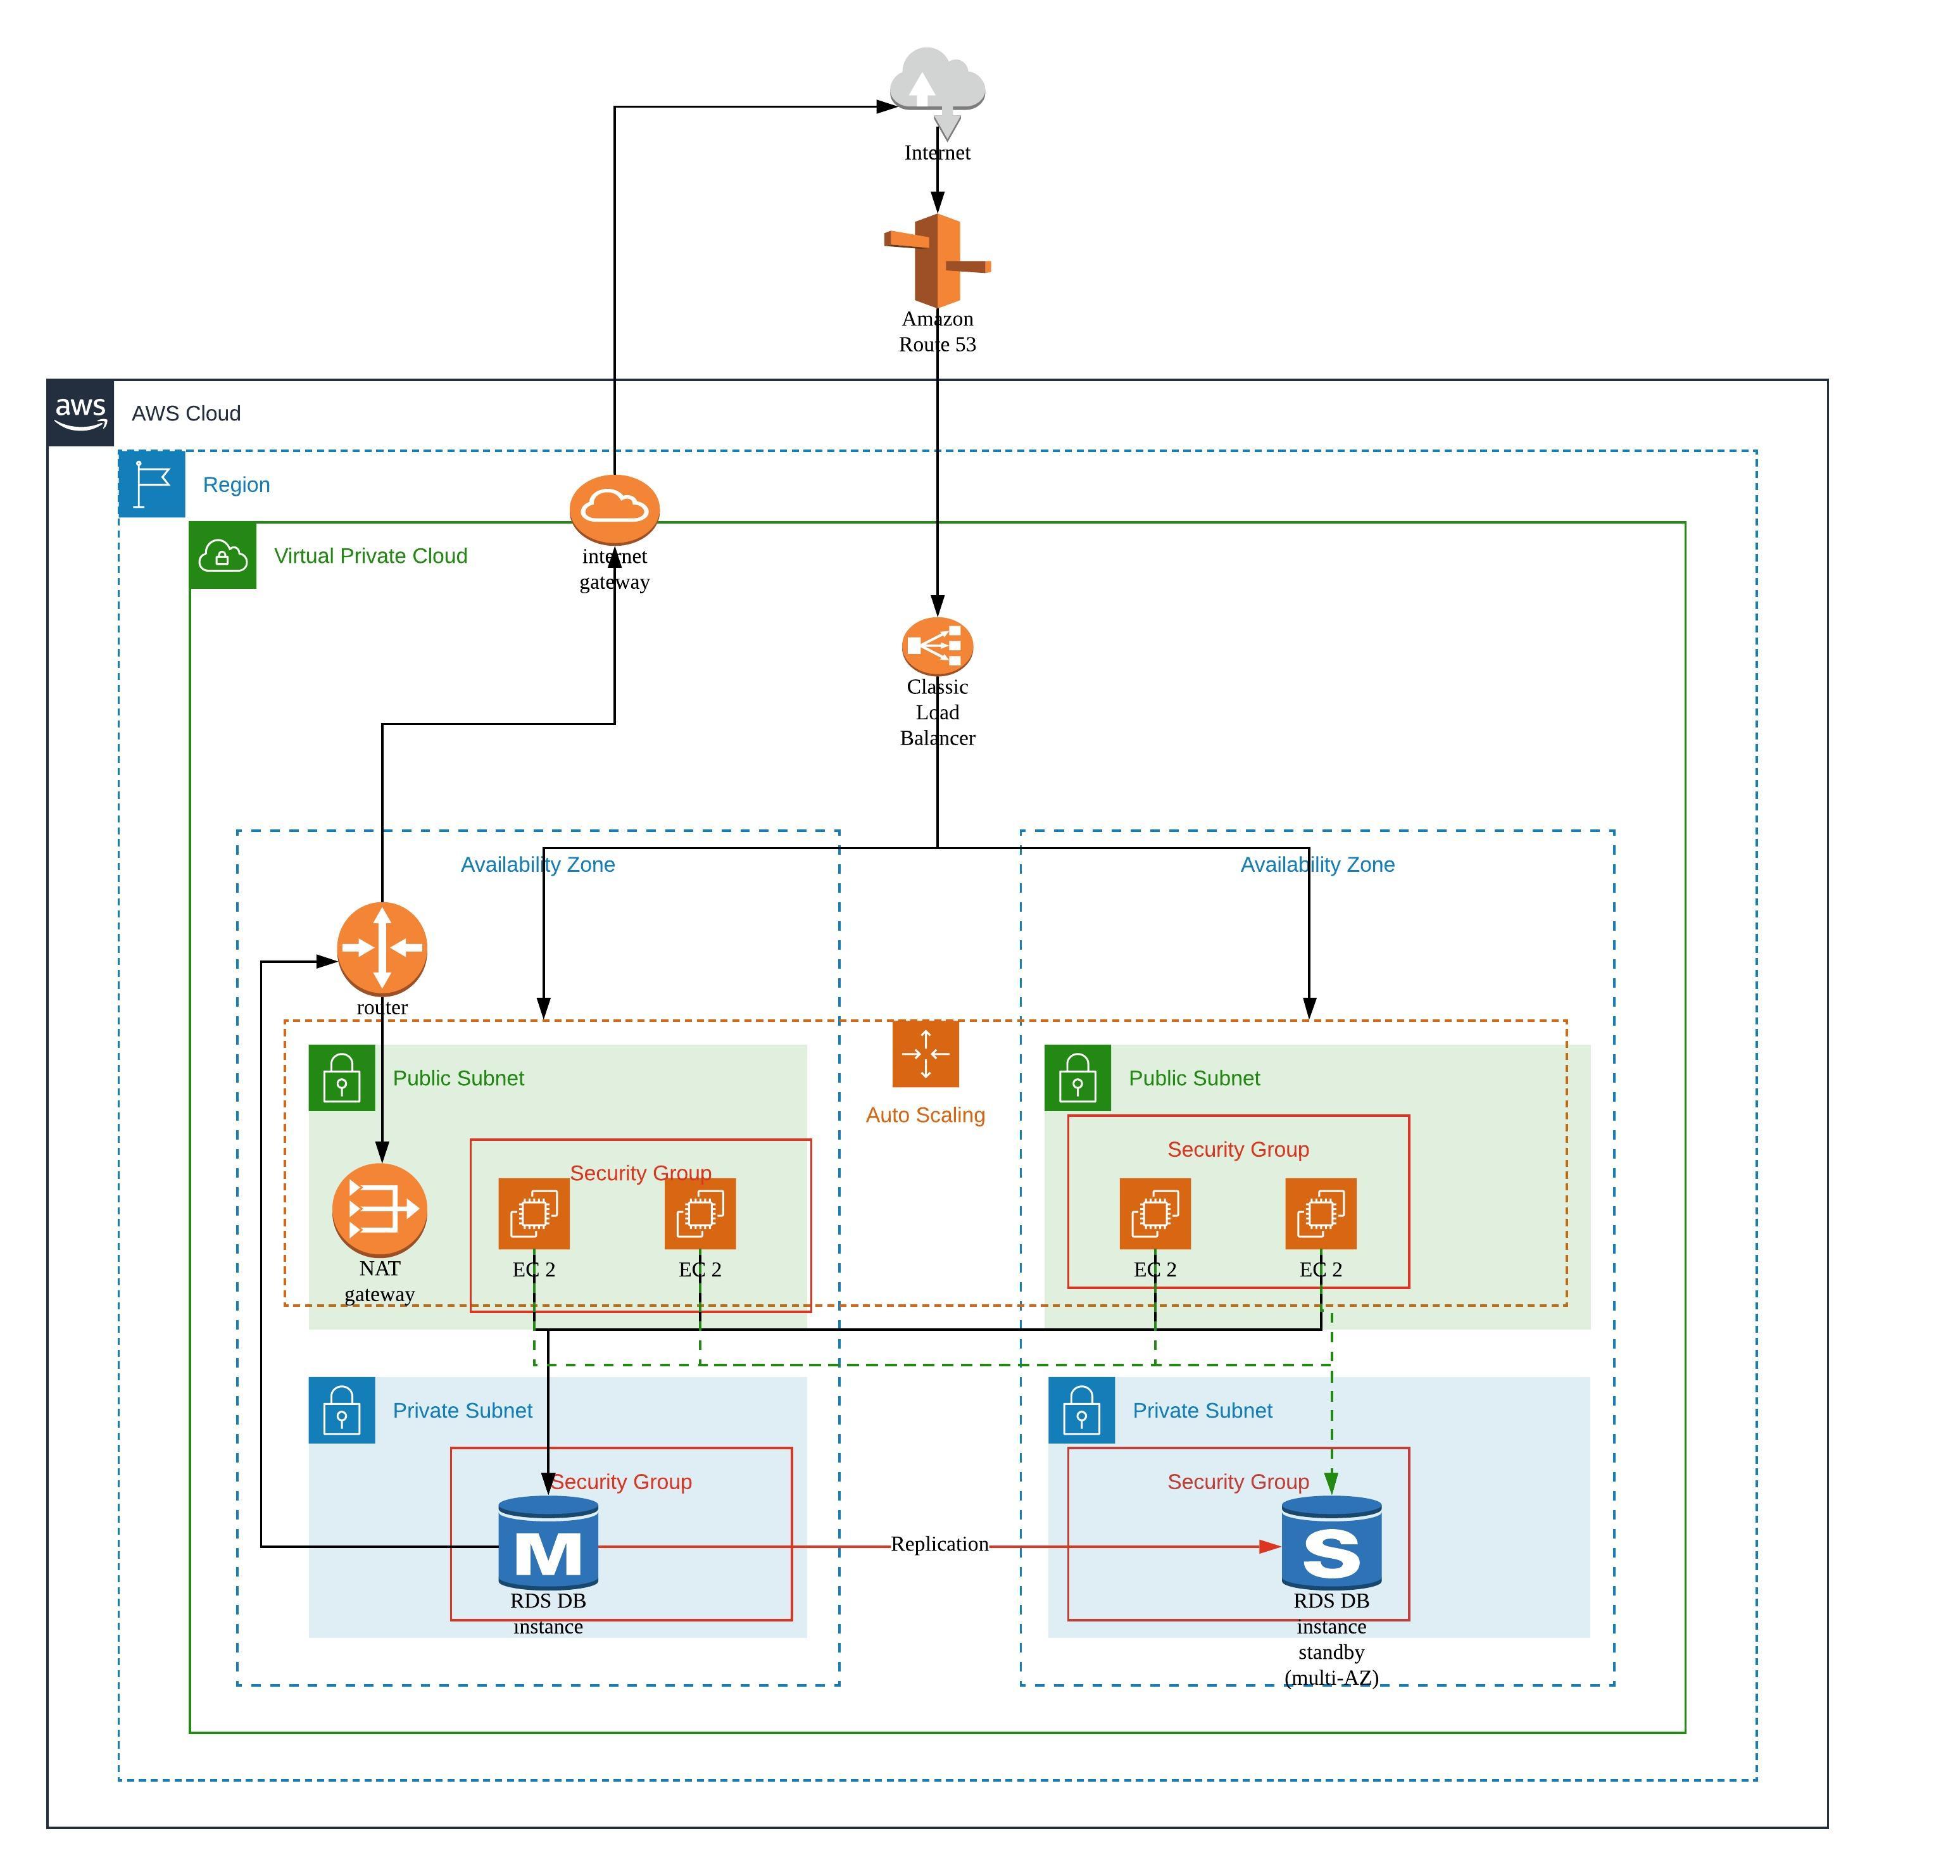 Internet
Amazon
Route 53
aws
AWS Cloud
Region
Virtual Private Cloud
internet
gateway
Classic
Load
Balancer
Availability Zone
Availability Zone
router
Public Subnet
Auto Scaling
Public Subnet
Security Group
Security Group
NAT
gateway
EC 2
EC 2
EC 2
EC 2
Private Subnet
Private Subnet
Security Group
Security Group
M
Replication
S
RDS DB
instance
RDS DB
instance
standby
(multi-AZ)